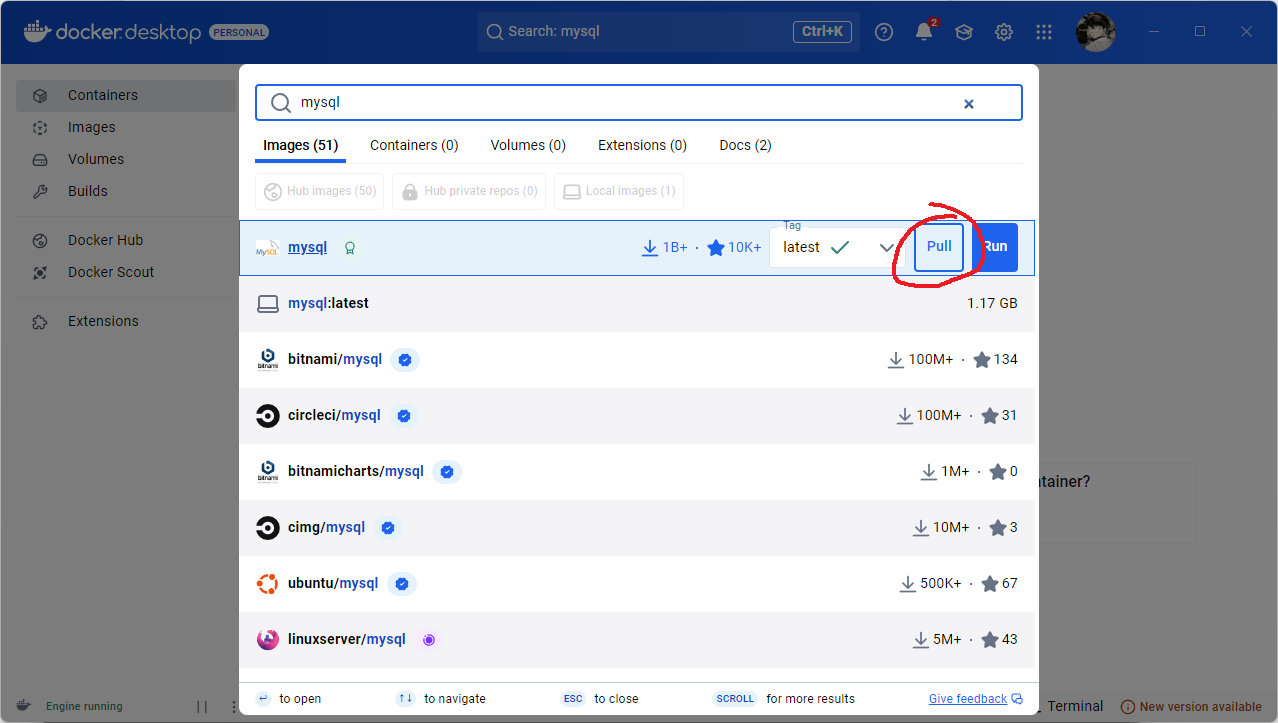 docker desktop PERSONAL
Search: mysql Ctrl+K
2
mysql
Images (51) Containers (0) Volumes (0) Extensions (0) Docs (2)
Hub images (50) Hub private repos (0) Local images (1)
Containers
Images
Volumes
Builds
Docker Hub
Docker Scout
Extensions
MySQL mysql 1B+ · 10K+ Tag latest Pull Run
mysql:latest 1.17 GB
bitnami bitnami/mysql 100M+ · 134
circleci/mysql 100M+ · 31
bitnami bitnamicharts/mysql 1M+ · 0
cimg/mysql 10M+ · 3
ubuntu/mysql 500K+ · 67
linuxserver/mysql 5M+ · 43
ntainer?
to open to navigate ESC to close SCROLL for more results Give feedback
Engine running Terminal New version available